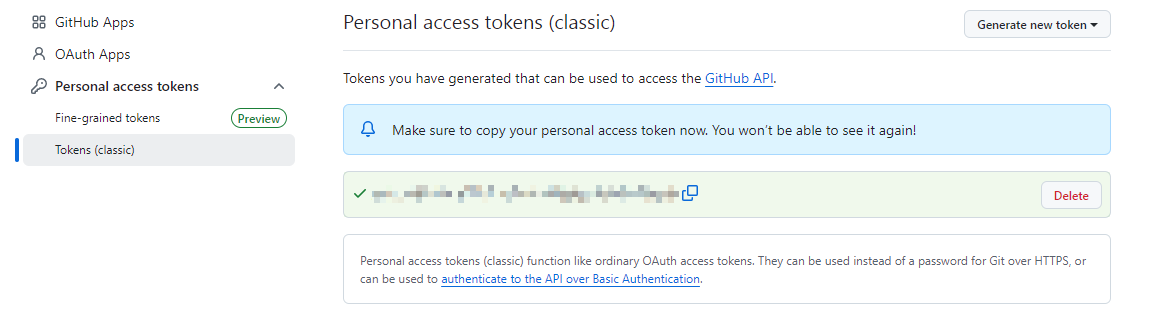 GitHub Apps
OAuth Apps
Personal access tokens
Fine-grained tokens Preview
Tokens (classic)
Personal access tokens (classic)
Generate new token
Tokens you have generated that can be used to access the GitHub API.
Make sure to copy your personal access token now. You won’t be able to see it again!
Delete
Personal access tokens (classic) function like ordinary OAuth access tokens. They can be used instead of a password for Git over HTTPS, or
can be used to authenticate to the API over Basic Authentication.